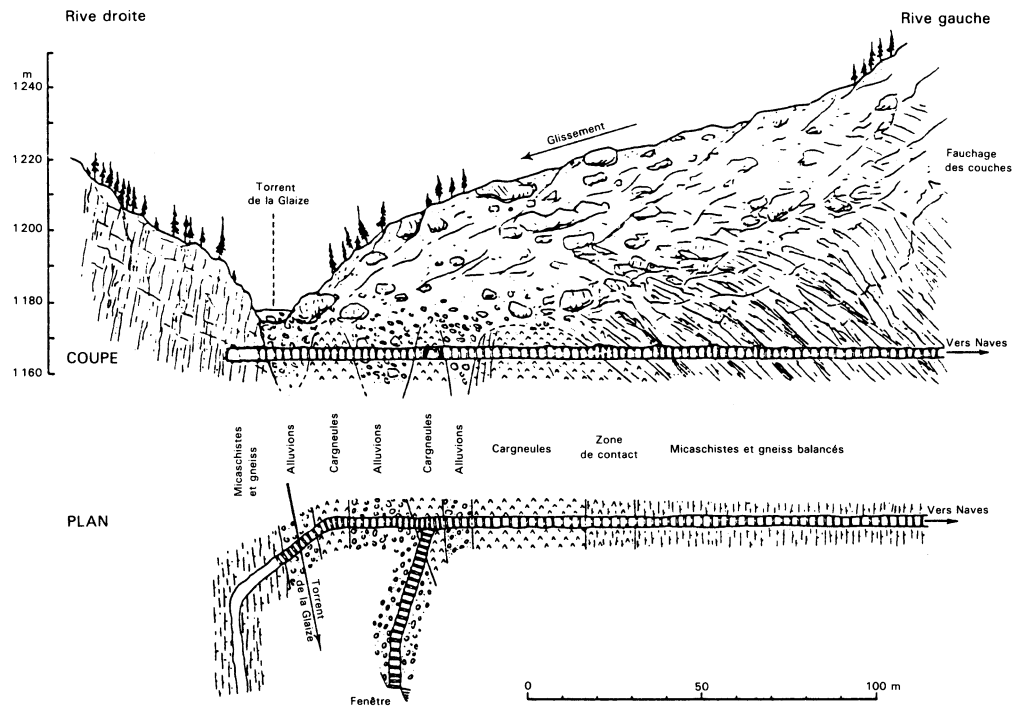 Rive droite
Rive gauche
m
1 240
1 220
1 200
1 180
1 160
Glissement
Fauchage
des couches
Torrent
de la Glaize
COUPE
Vers Naves
Micaschistes
et gneiss
Alluvions
Cargneules
Alluvions
Cargneules
Alluvions
Cargneules
Zone
de contact
Micaschistes et gneiss balancés
PLAN
Vers Naves
Torrent
de la Glaize
Fenêtre
0
50
100 m